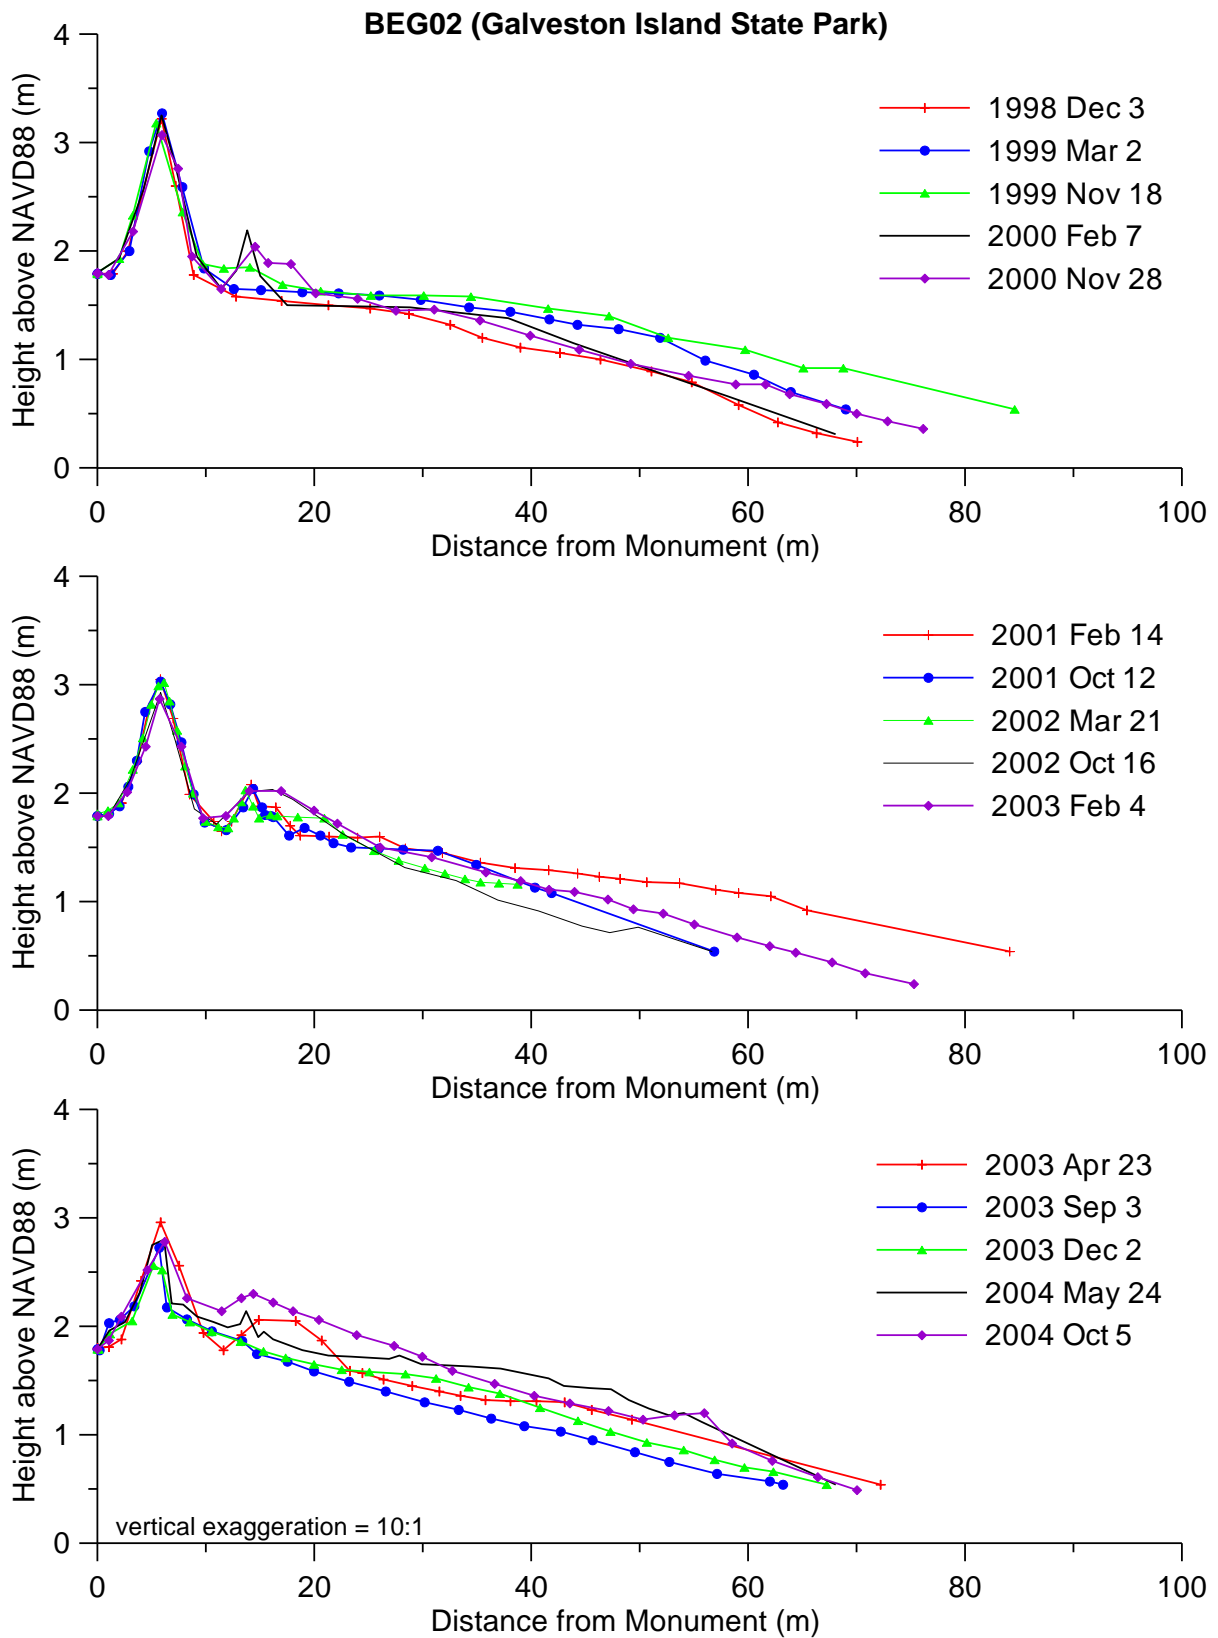 BEG02 (Galveston Island State Park)
4
3
2
1
0
Height above NAVD88 (m)
1998 Dec 3
1999 Mar 2
1999 Nov 18
2000 Feb 7
2000 Nov 28
0 20 40 60 80 100
Distance from Monument (m)
4
3
2
1
0
Height above NAVD88 (m)
2001 Feb 14
2001 Oct 12
2002 Mar 21
2002 Oct 16
2003 Feb 4
0 20 40 60 80 100
Distance from Monument (m)
4
3
2
1
0
Height above NAVD88 (m)
2003 Apr 23
2003 Sep 3
2003 Dec 2
2004 May 24
2004 Oct 5
vertical exaggeration = 10:1
0 20 40 60 80 100
Distance from Monument (m)